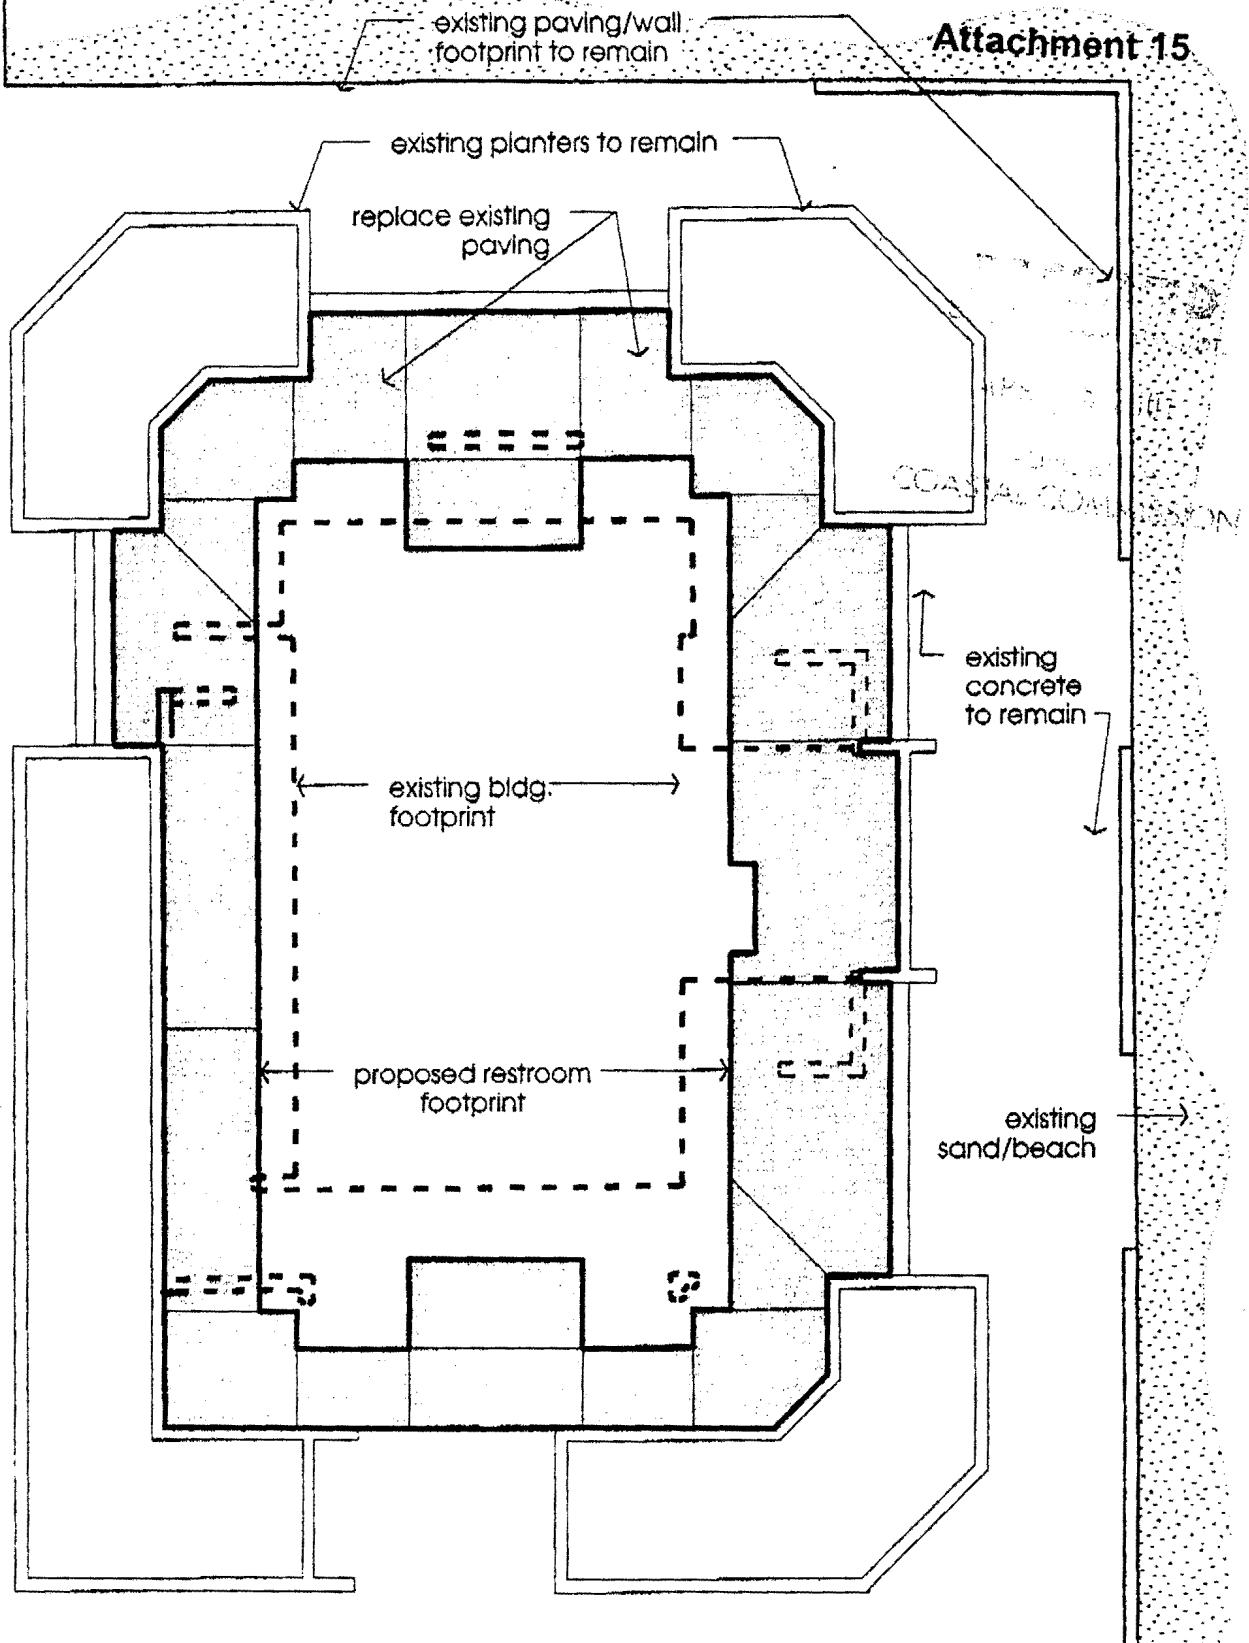 existing paving/wall
footprint to remain
Attachment 15
existing planters to remain
replace existing
paving
COASTAL COMMISSION
existing
concrete
to remain
existing bldg.
footprint
proposed restroom
footprint
existing
sand/beach